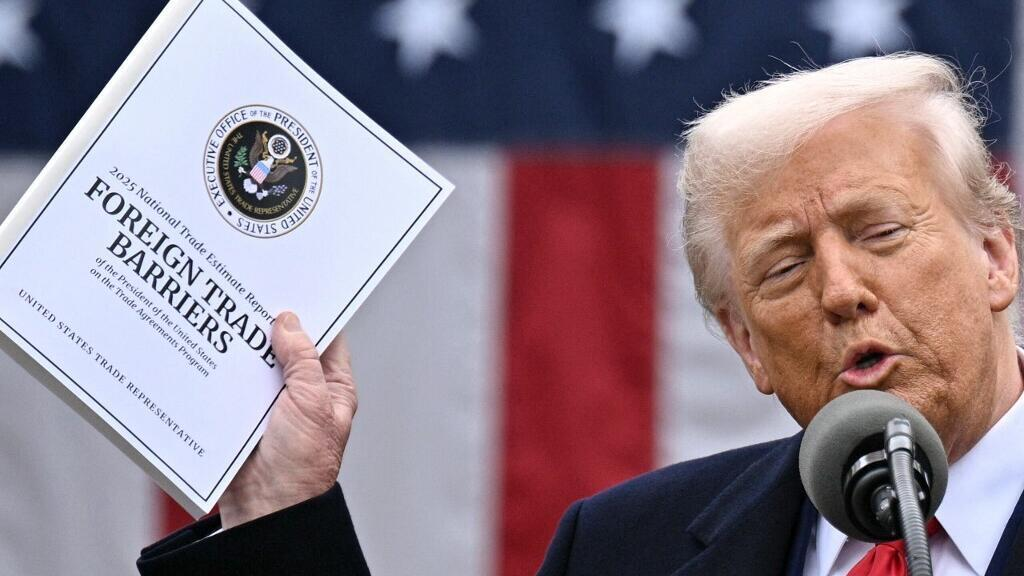 EXECUTIVE OFFICE OF THE PRESIDENT OF THE UNITED STATES
THE UNITED STATES TRADE REPRESENTATIVE
2025 National Trade Estimate Report
FOREIGN TRADE
BARRIERS
of the President of the United States
on the Trade Agreements Program
UNITED STATES TRADE REPRESENTATIVE